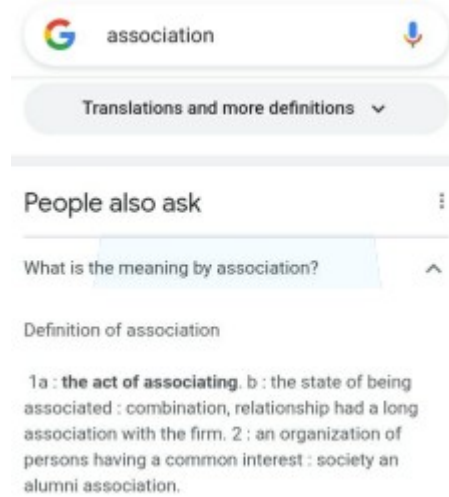 association
Translations and more definitions
People also ask
What is the meaning by association?
Definition of association
1a : the act of associating. b : the state of being
associated : combination, relationship had a long
association with the firm. 2 : an organization of
persons having a common interest : society an
alumni association.